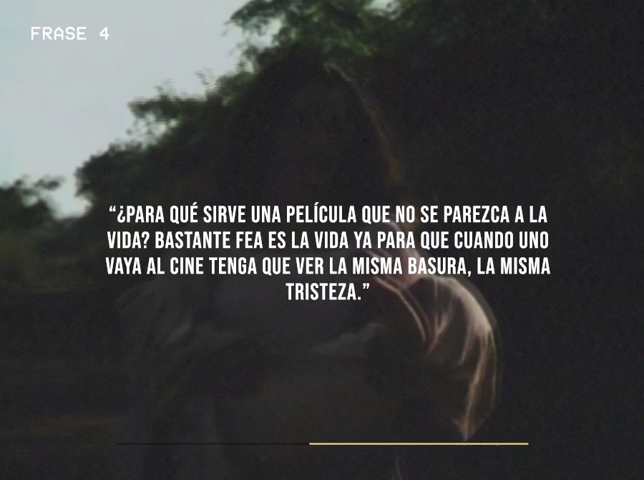 FRASE 4
“¿PARA QUÉ SIRVE UNA PELÍCULA QUE NO SE PAREZCA A LA
VIDA? BASTANTE FEA ES LA VIDA YA PARA QUE CUANDO UNO
VAYA AL CINE TENGA QUE VER LA MISMA BASURA, LA MISMA
TRISTEZA.”